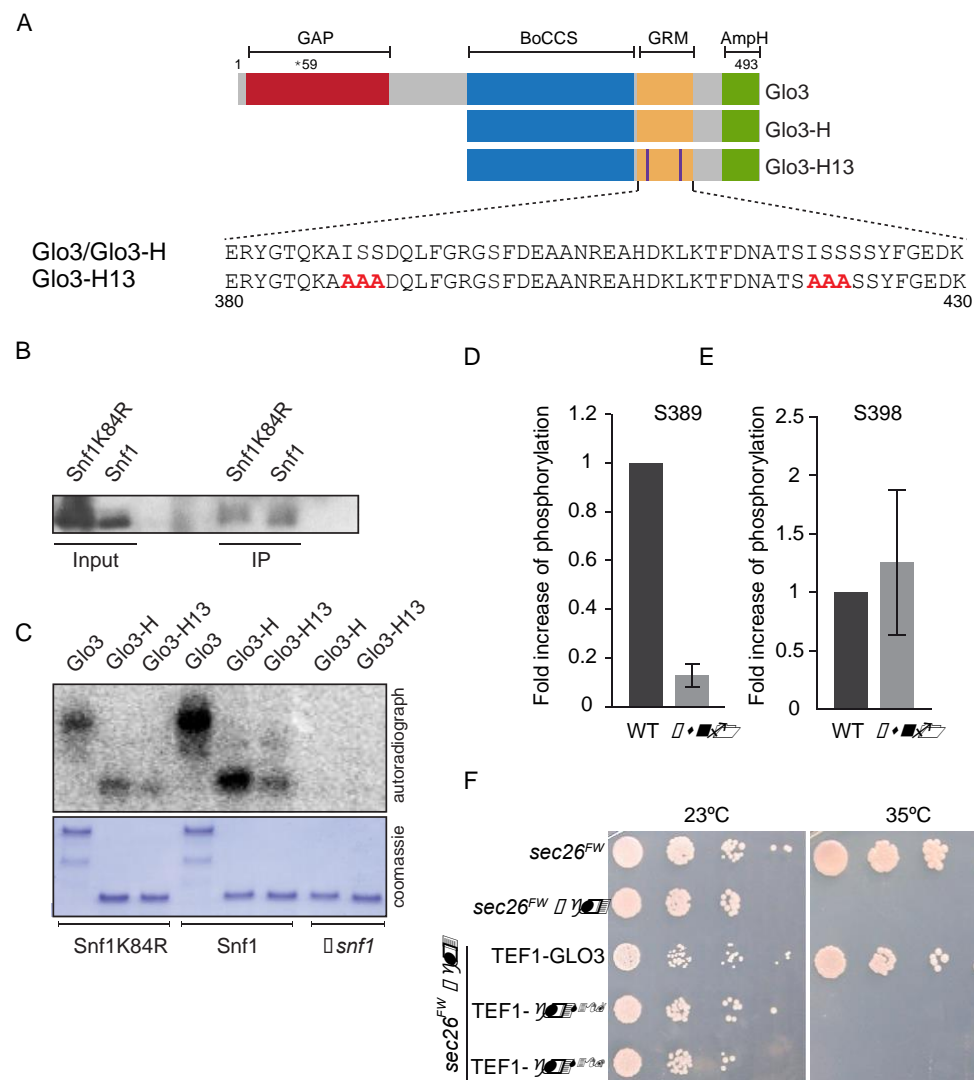 A
GAP BoCCS GRM AmpH
1 *59 493
Glo3
Glo3-H
Glo3-H13
Glo3/Glo3-H ERYGTQKAISSDQLFGRGSFDEAANREAHDKLKTFDNATSISSSSYFGEDK
Glo3-H13 ERYGTQKAAAADQLFGRGSFDEAANREAHDKLKTFDNATSAAASSYFGEDK
380 430
B
Snf1K84R Snf1 Snf1K84R Snf1
Input IP
C
Glo3 Glo3-H Glo3-H13 Glo3 Glo3-H Glo3-H13 Glo3-H Glo3-H13
autoradiograph
coomassie
Snf1K84R Snf1 snf1
D
S389
Fold increase of phosphorylation
1.2
1
0.8
0.6
0.4
0.2
0
WT
E
S398
Fold increase of phosphorylation
2.5
2
1.5
1
0.5
0
WT
F
23ºC 35ºC
sec26FW
sec26FW
sec26FW
TEF1-GLO3
TEF1-
TEF1-